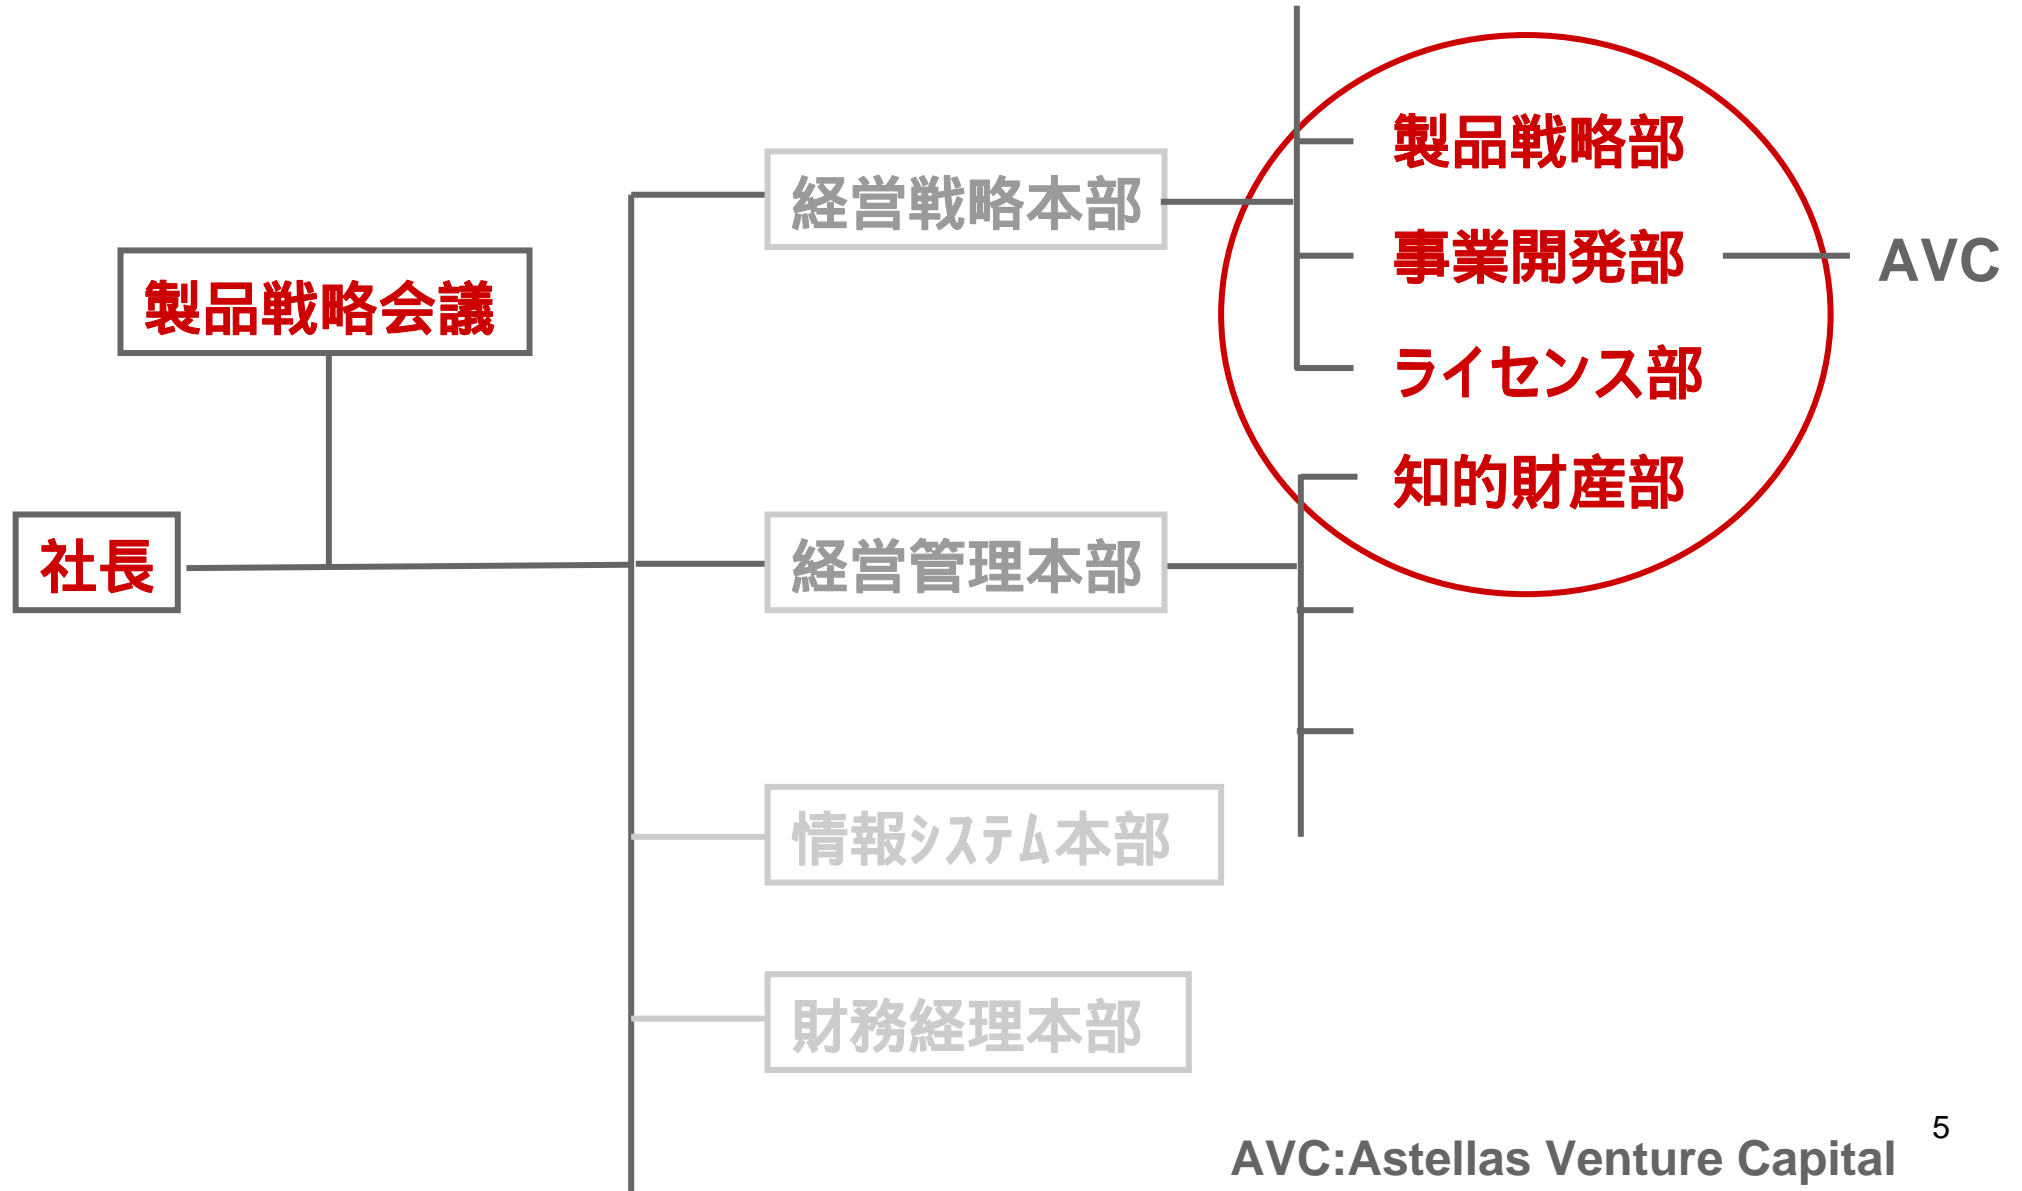 製品戦略部
経営戦略本部
事業開発部
AVC
製品戦略会議
ライセンス部
知的財産部
社長
経営管理本部
情報システム本部
財務経理本部
5
AVC:Astellas Venture Capital